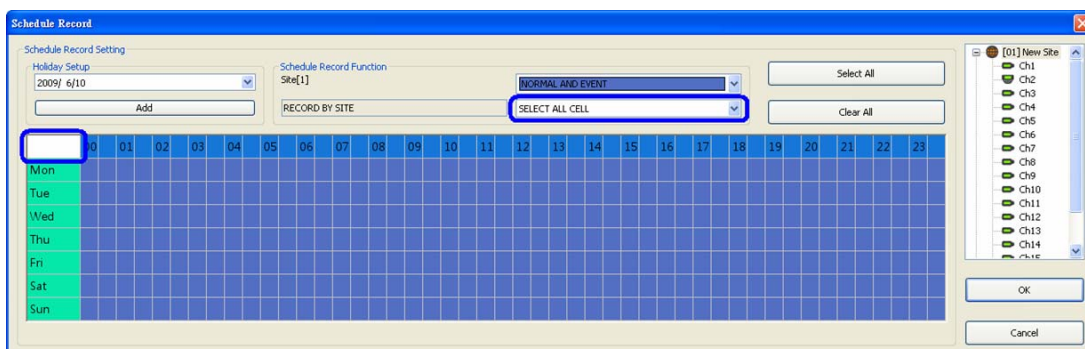 Schedule Record
Schedule Record Setting
Holiday Setup
2009/ 6/10
Add
Schedule Record Function
Site[1]
NORMAL AND EVENT
RECORD BY SITE
SELECT ALL CELL
Select All
Clear All
00 01 02 03 04 05 06 07 08 09 10 11 12 13 14 15 16 17 18 19 20 21 22 23
Mon
Tue
Wed
Thu
Fri
Sat
Sun
[01] New Site
Ch1
Ch2
Ch3
Ch4
Ch5
Ch6
Ch7
Ch8
Ch9
Ch10
Ch11
Ch12
Ch13
Ch14
Ch15
OK
Cancel